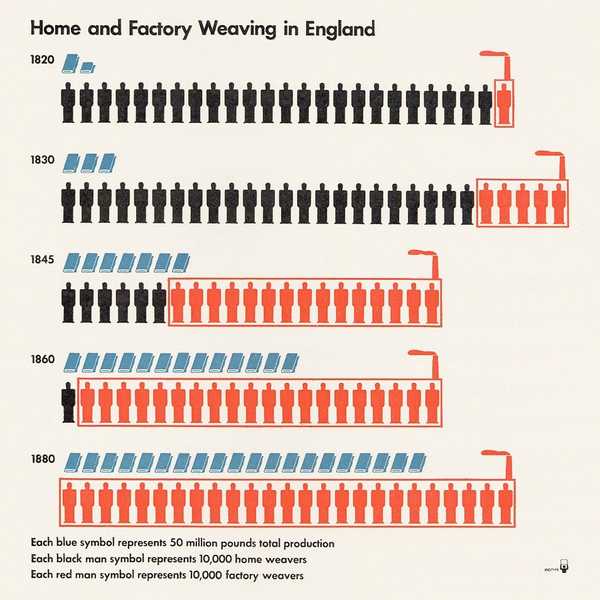 Home and Factory Weaving in England
1820
1830
1845
1860
1880
Each blue symbol represents 50 million pounds total production
Each black man symbol represents 10,000 home weavers
Each red man symbol represents 10,000 factory weavers